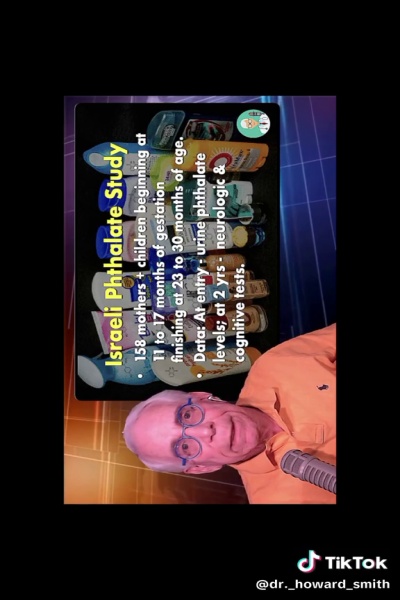 Israeli Phthalate Study
• 158 mothers + children beginning at
11 to 17 months of gestation
finishing at 23 to 30 months of age.
• Data: At entry : urine phthalate
levels; at 2 yrs - neurologic &
cognitive tests.
TikTok
@dr._howard_smith